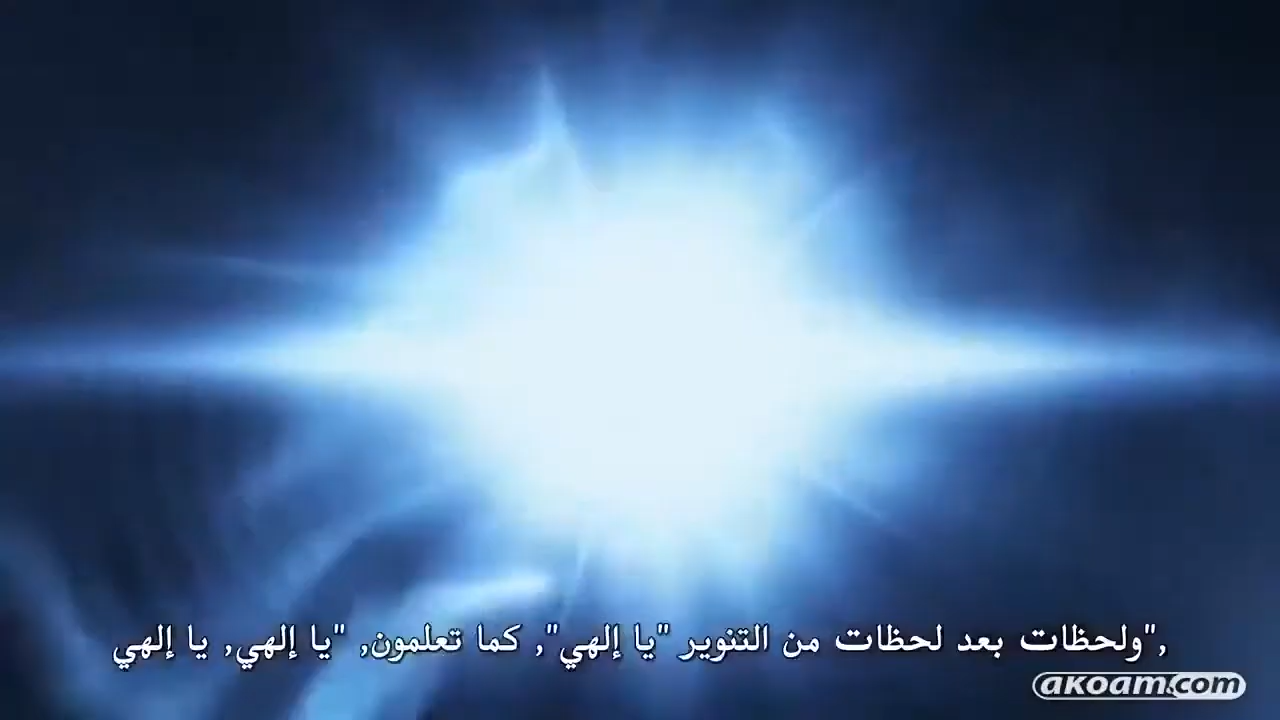 ,"ولحظات بعد لحظات من التنوير "يا إلهي", كما تعلمون, "يا إلهي, يا إلهي
akoam.com